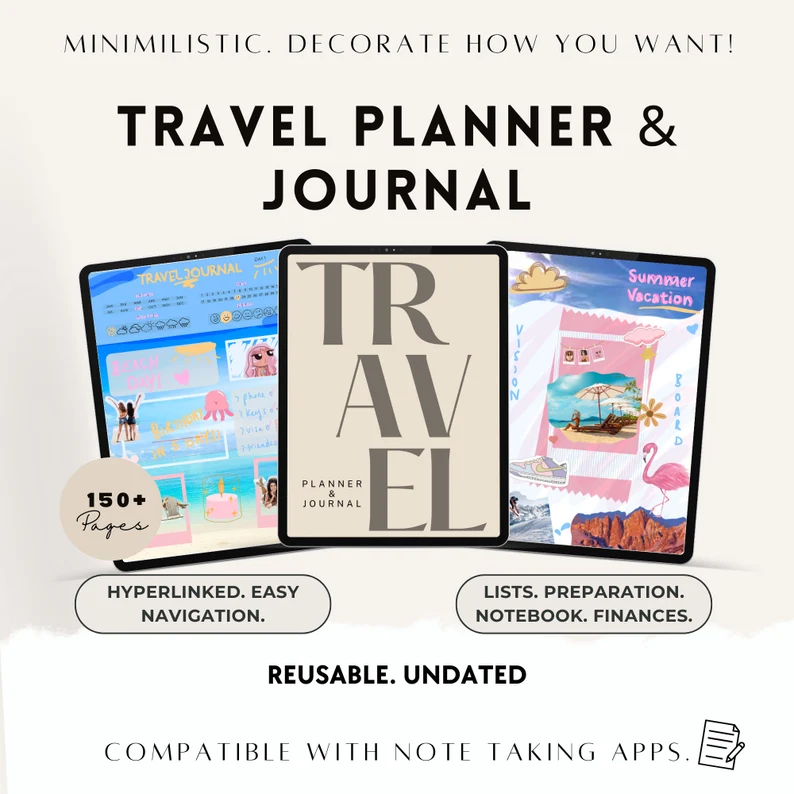 MINIMILISTIC. DECORATE HOW YOU WANT!
TRAVEL PLANNER &
JOURNAL
TRAVEL JOURNAL
BEACH
Summer
Vacation
VISION
BOARD
TR
AV
EL
PLANNER
&
JOURNAL
150+
Pages
HYPERLINKED. EASY
NAVIGATION.
LISTS. PREPARATION.
NOTEBOOK. FINANCES.
REUSABLE. UNDATED
COMPATIBLE WITH NOTE TAKING APPS.